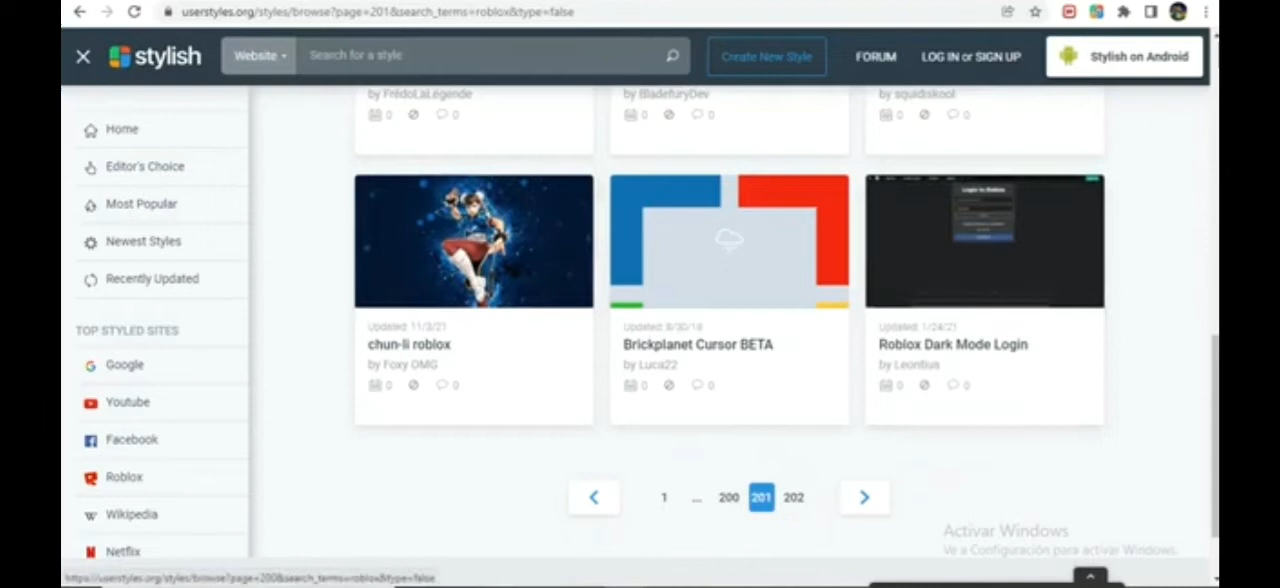 userstyles.org/styles/browse?page=201&search_terms=roblox&type=false
stylish
Website
Search for a style
Create New Style
FORUM
LOG IN or SIGN UP
Stylish on Android
Home
Editor's Choice
Most Popular
Newest Styles
Recently Updated
TOP STYLED SITES
Google
Youtube
Facebook
Roblox
Wikipedia
Netflix
by FrédoLaLégende
0 0
by BladefuryDev
0 0
by squidiskool
0 0
Updated: 11/3/21
chun-li roblox
by Foxy OMG
0 0
Updated: 8/30/18
Brickplanet Cursor BETA
by Luca22
0 0
Login to Roblox
Updated: 1/24/21
Roblox Dark Mode Login
by Leontius
0 0
1 ... 200 201 202
Activar Windows
Ve a Configuración para activar Windows.
https://userstyles.org/styles/browse?page=200&search_terms=roblox&type=false